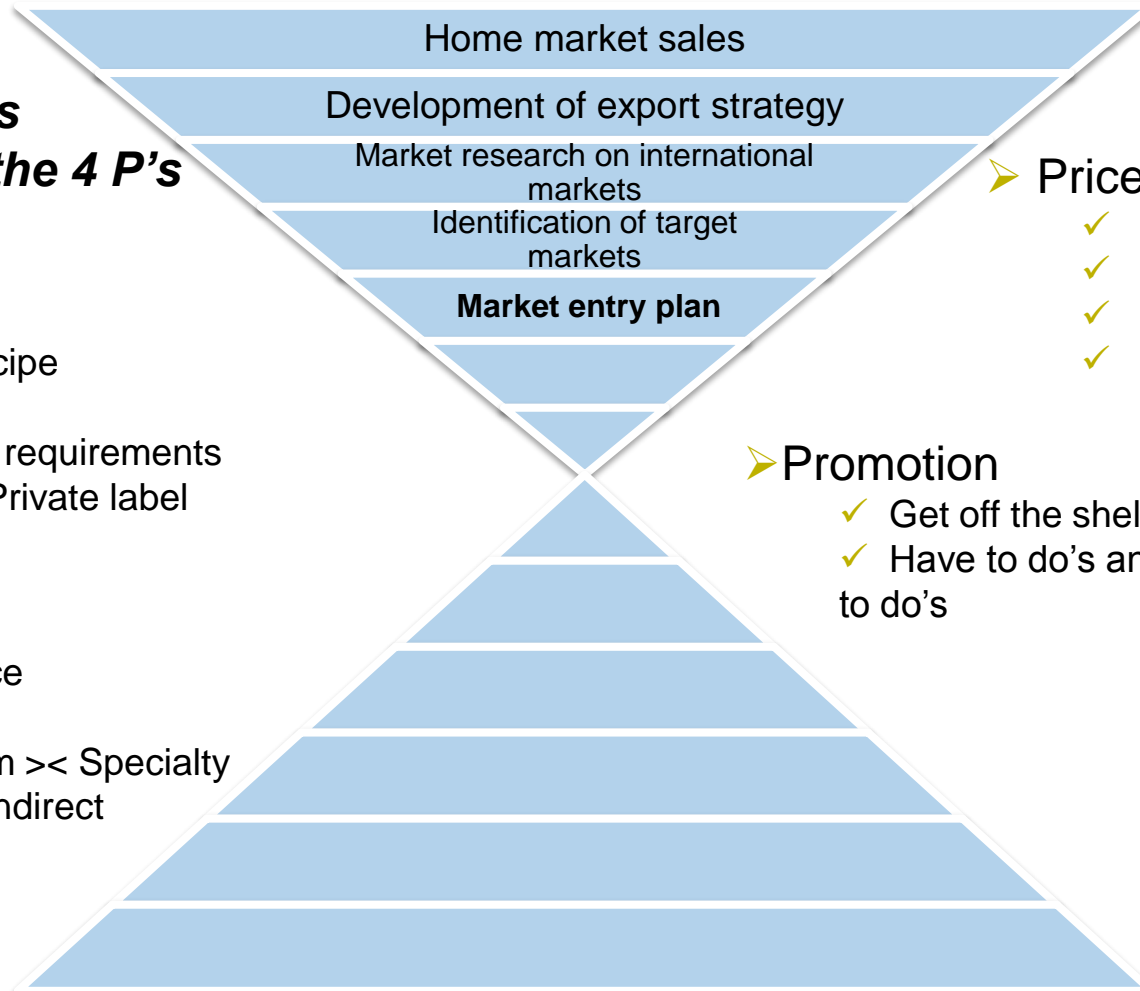 Home market sales
Development of export strategy
Market research on international
markets
Identification of target
markets
Market entry plan
s
the 4 P's
cipe
requirements
Private label
ce
m >< Specialty
ndirect
➢ Price
✓
✓
✓
✓
➢Promotion
✓ Get off the shel
✓ Have to do’s an
to do’s